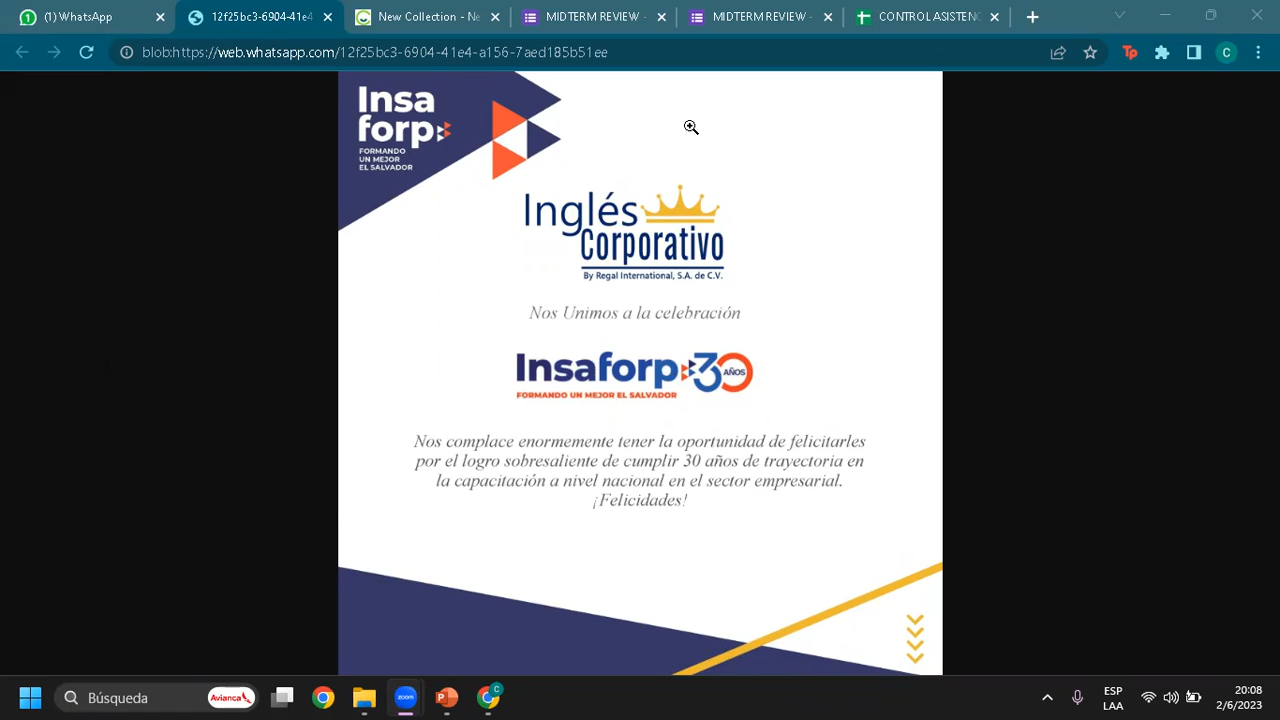 (1) WhatsApp
12f25bc3-6904-41e4
New Collection - Ne
MIDTERM REVIEW -
MIDTERM REVIEW -
CONTROL ASISTENC
blob:https://web.whatsapp.com/12f25bc3-6904-41e4-a156-7aed185b51ee
C
Insa
forp
FORMANDO
UN MEJOR
EL SALVADOR
Inglés
Corporativo
By Regal International, S.A. de C.V.
Nos Unimos a la celebración
Insaforp 30
AÑOS
FORMANDO UN MEJOR EL SALVADOR
Nos complace enormemente tener la oportunidad de felicitarles
por el logro sobresaliente de cumplir 30 años de trayectoria en
la capacitación a nivel nacional en el sector empresarial.
¡Felicidades!
Búsqueda
Avianca
zoom
C
ESP
LAA
20:08
2/6/2023